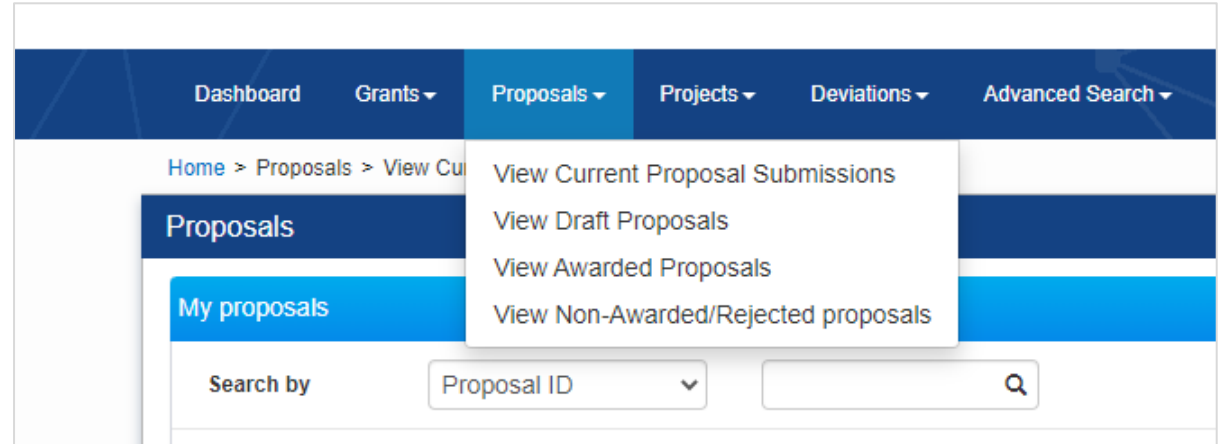 Dashboard Grants Proposals Projects Deviations Advanced Search
Home > Proposals > View Cu
View Current Proposal Submissions
View Draft Proposals
View Awarded Proposals
View Non-Awarded/Rejected proposals
Proposals
My proposals
Search by Proposal ID